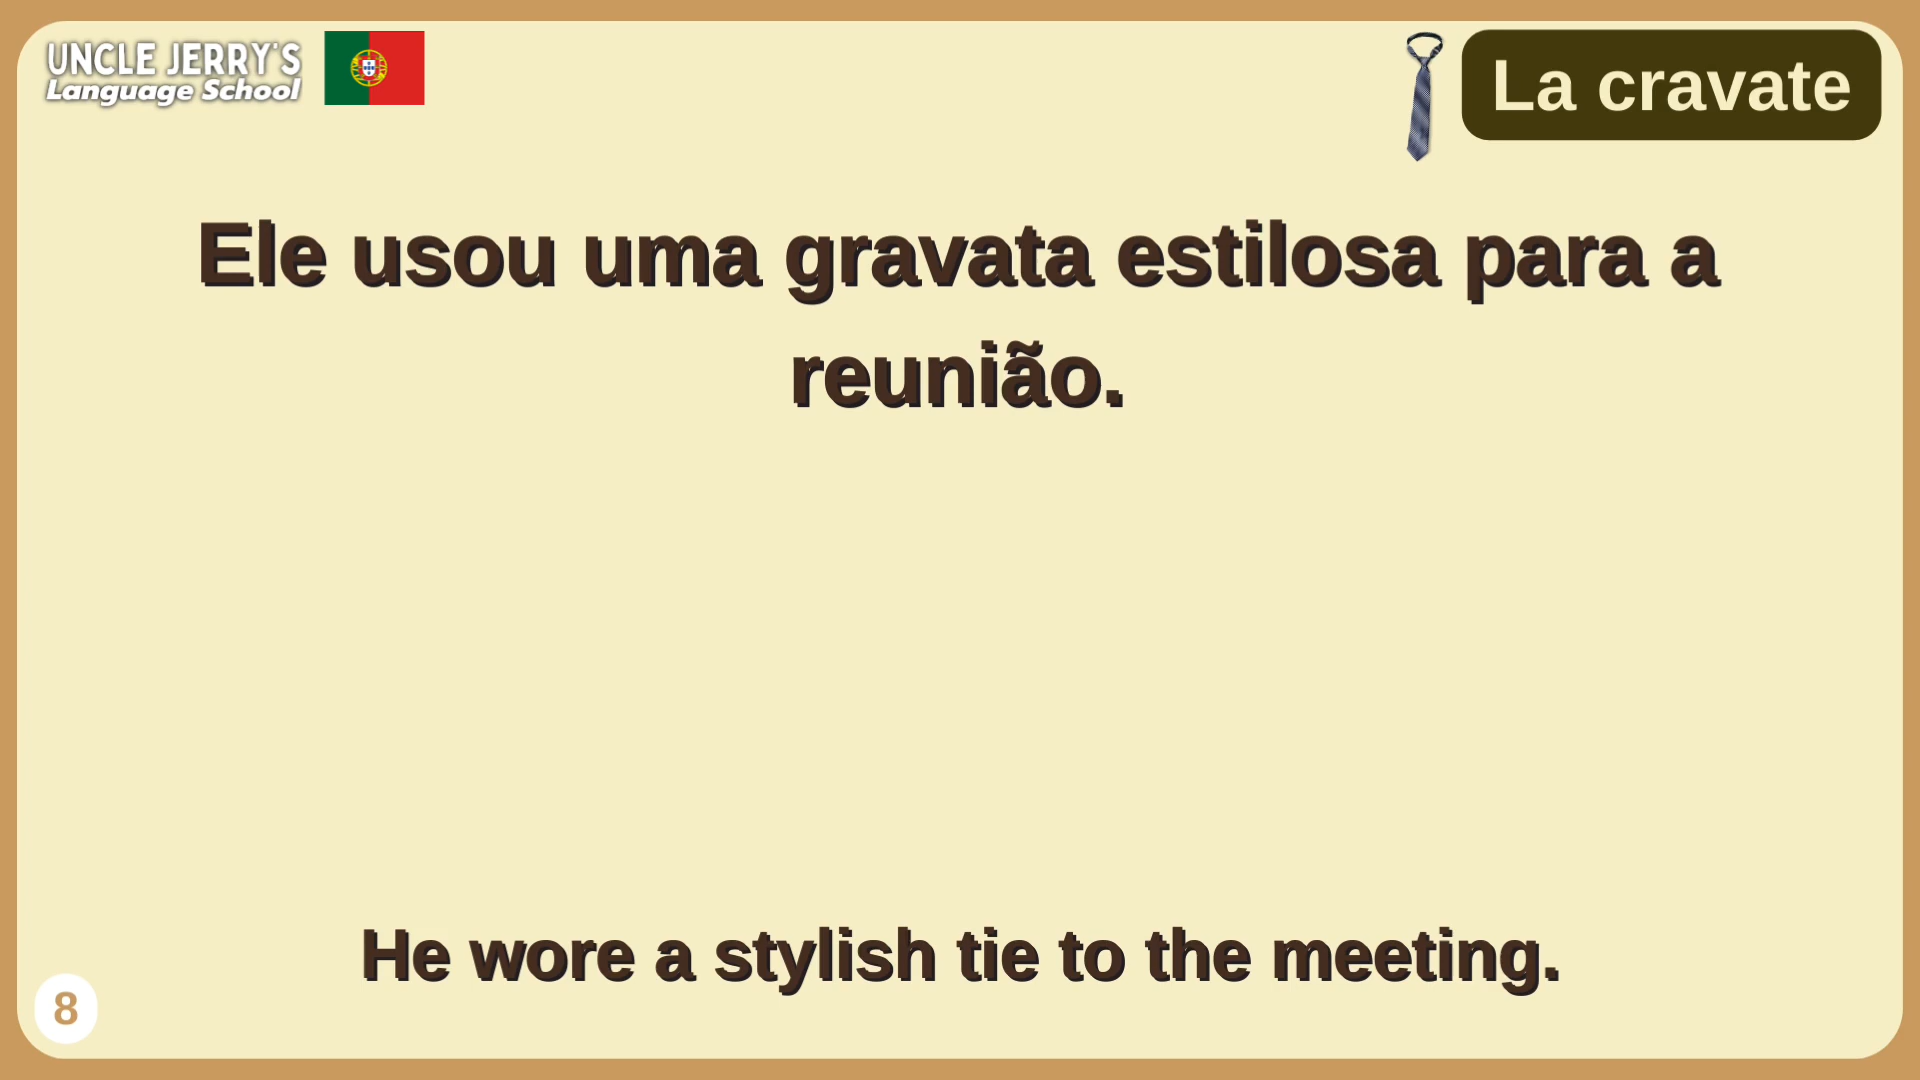 UNCLE JERRY'S
Language School
La cravate
Ele usou uma gravata estilosa para a
reunião.
He wore a stylish tie to the meeting.
8